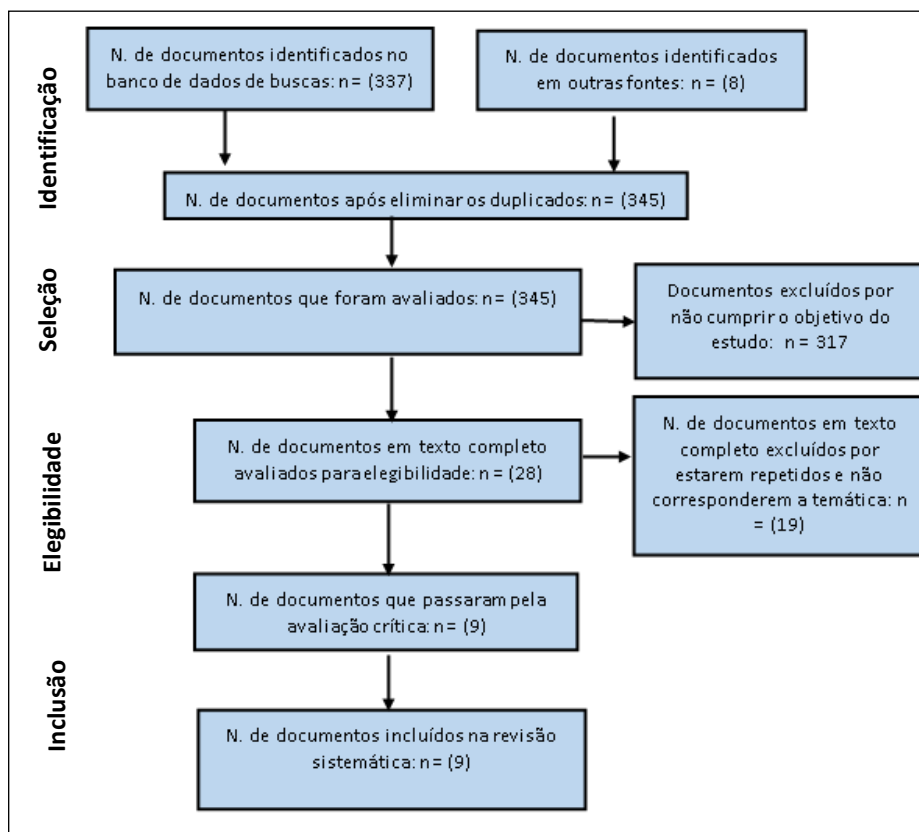 Identificação
N. de documentos identificados no
banco de dados de buscas: n= (337)
N. de documentos identificados
em outras fontes: n= (8)
N. de documentos após eliminar os duplicados: n= (345)
Seleção
N. de documentos que foram avaliados: n= (345)
Documentos excluídos por
não cumprir o objetivo do
estudo: n = 317
Elegibilidade
N. de documentos em texto completo
avaliados para elegibilidade: n= (28)
N. de documentos em texto
completo excluídos por
estarem repetidos e não
corresponderem a temática: n
= (19)
N. de documentos que passaram pela
avaliação crítica: n= (9)
Inclusão
N. de documentos incluídos na revisão
sistemática: n= (9)